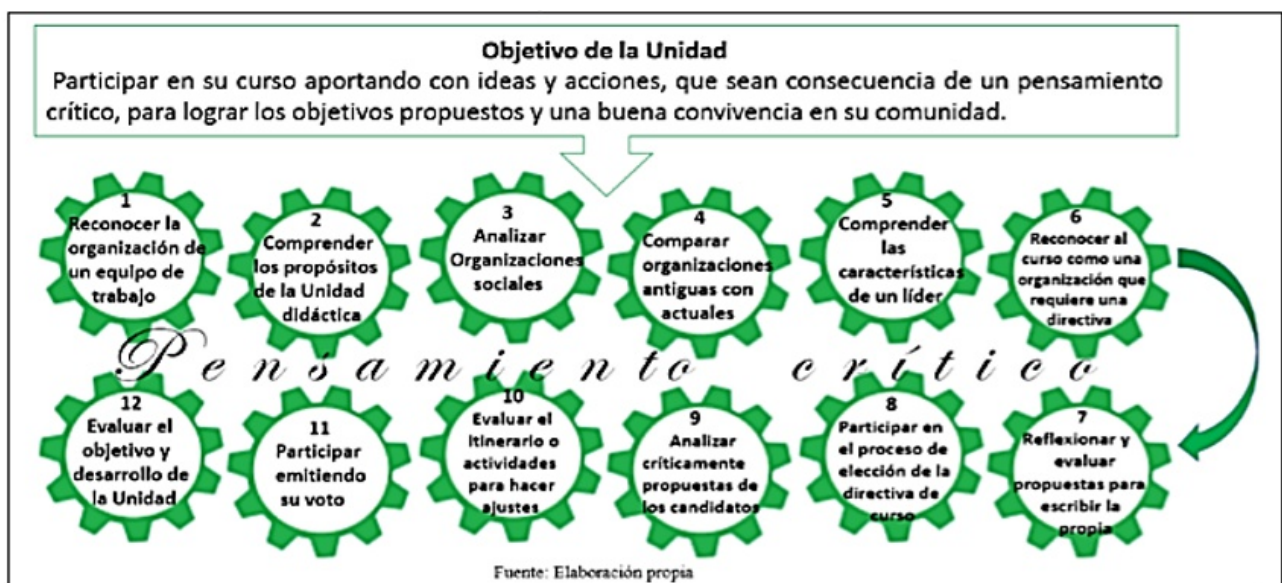 Objetivo de la Unidad
Participar en su curso aportando con ideas y acciones, que sean consecuencia de un pensamiento
crítico, para lograr los objetivos propuestos y una buena convivencia en su comunidad.
1
Reconocer la
organización de
un equipo de
trabajo
2
Comprender
los propósitos
de la Unidad
didáctica
3
Analizar
Organizaciones
sociales
4
Comparar
organizaciones
antiguas con
actuales
5
Comprender
las
características
de un líder
6
Reconocer al
curso como una
organización que
requiere una
directiva
Pensamiento crítico
12
Evaluar el
objetivo y
desarrollo de
la Unidad
11
Participar
emitiendo
su voto
10
Evaluar el
itinerario o
actividades
para hacer
ajustes
9
Analizar
críticamente
propuestas de
los candidatos
8
Participar en
el proceso de
elección de la
directiva de
curso
7
Reflexionar y
evaluar
propuestas para
escribir la
propia
Fuente: Elaboración propia